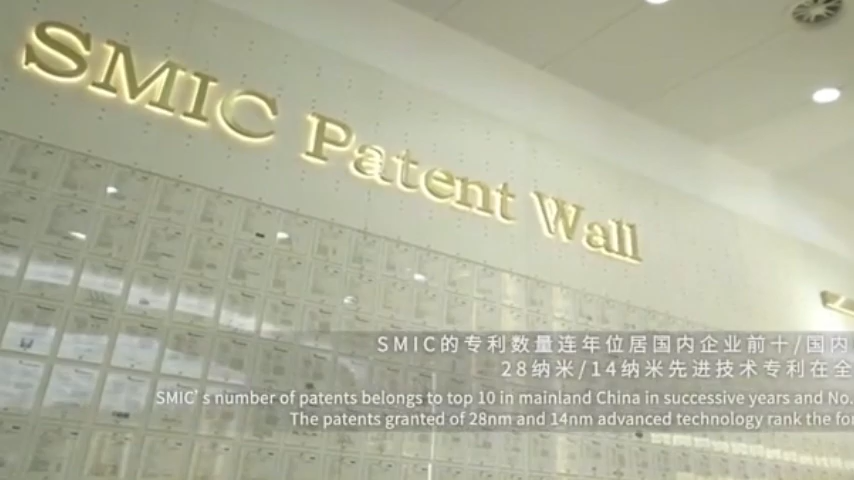 SMIC Patent Wall
SMIC的专利数量连年位居国内企业前十/国内
28纳米/14纳米先进技术专利在全
SMIC's number of patents belongs to top 10 in mainland China in successive years and No.
The patents granted of 28nm and 14nm advanced technology rank the for